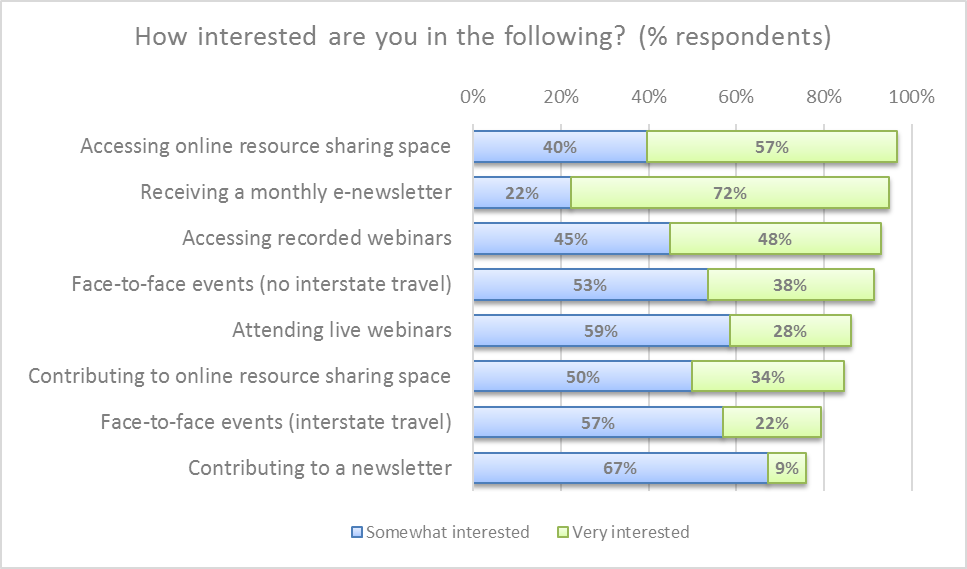 How interested are you in the following? (% respondents)
0% 20% 40% 60% 80% 100%
Accessing online resource sharing space 40% 57%
Receiving a monthly e-newsletter 22% 72%
Accessing recorded webinars 45% 48%
Face-to-face events (no interstate travel) 53% 38%
Attending live webinars 59% 28%
Contributing to online resource sharing space 50% 34%
Face-to-face events (interstate travel) 57% 22%
Contributing to a newsletter 67% 9%
Somewhat interested Very interested